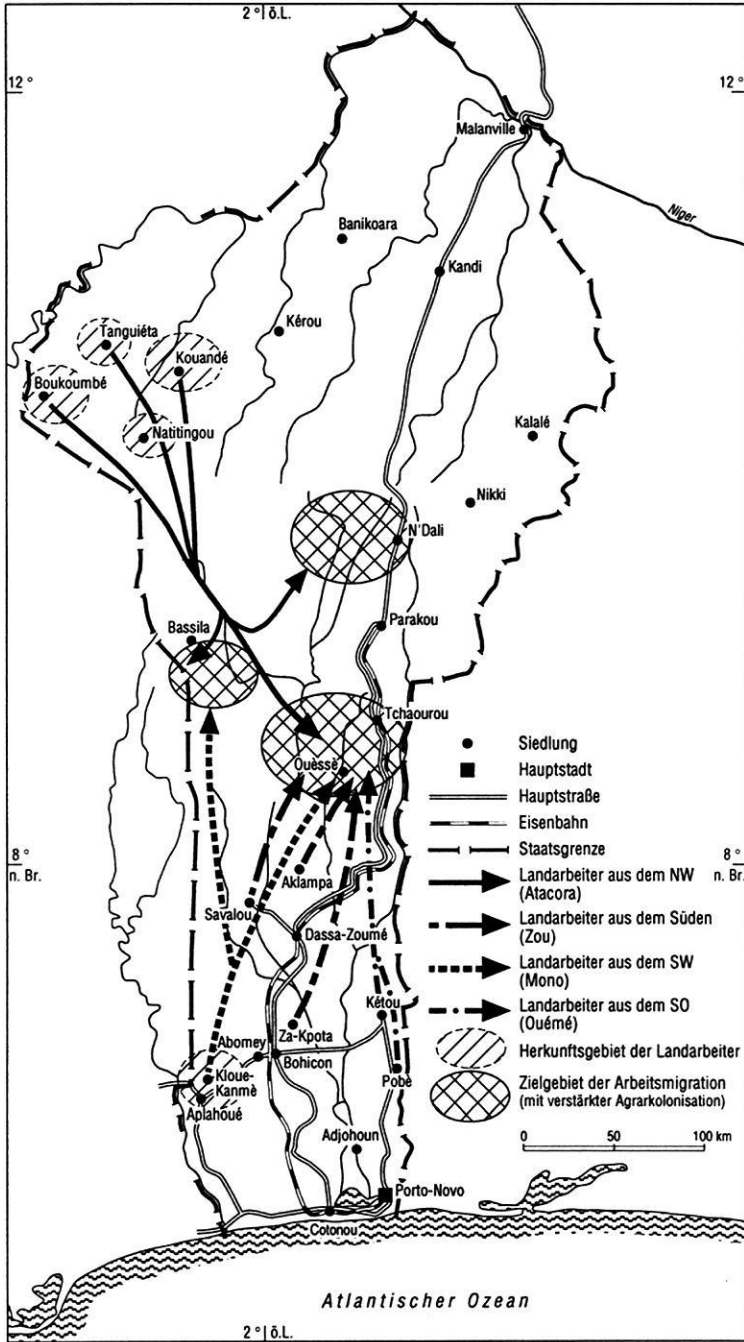 2° ö.L.
12°
12°
Malanville
Niger
Banikoara
Kandi
Kérou
Tanguiéta
Kouandé
Boukoumbé
Natitingou
Kalalé
Nikki
N'Dali
Parakou
Bassila
Tchaourou
Ouèssè
Siedlung
Hauptstadt
Hauptstraße
Eisenbahn
Staatsgrenze
8°
n. Br.
8°
n. Br.
Landarbeiter aus dem NW
(Atacora)
Landarbeiter aus dem Süden
(Zou)
Landarbeiter aus dem SW
(Mono)
Landarbeiter aus dem SO
(Ouémé)
Herkunftsgebiet der Landarbeiter
Zielgebiet der Arbeitsmigration
(mit verstärkter Agrarkolonisation)
0 50 100 km
Aklampa
Savalou
Dassa-Zoumé
Kétou
Za-Kpota
Abomey
Bohicon
Kloue-
Kanmè
Pobè
Aplahoué
Adjohoun
Porto-Novo
Cotonou
Atlantischer Ozean
2° ö.L.